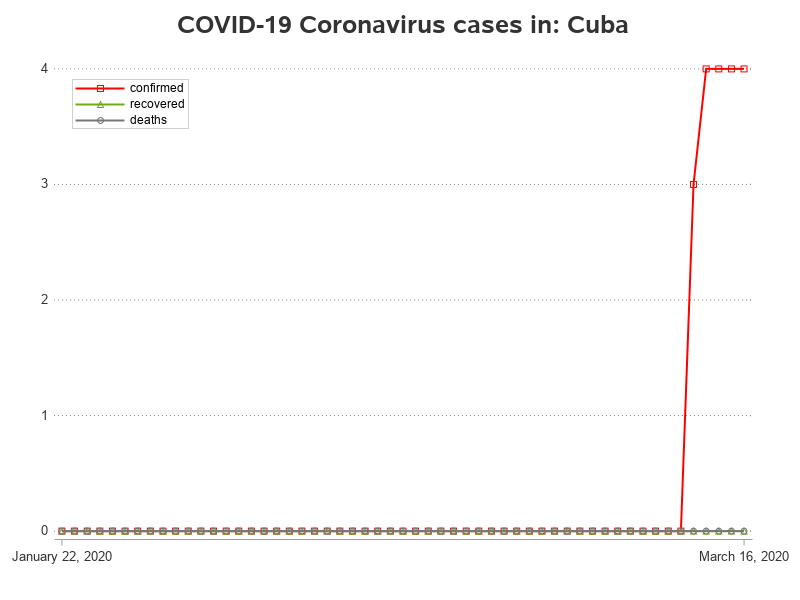 COVID-19 Coronavirus cases in: Cuba
4
confirmed
recovered
deaths
3
2
1
0
January 22, 2020
March 16, 2020